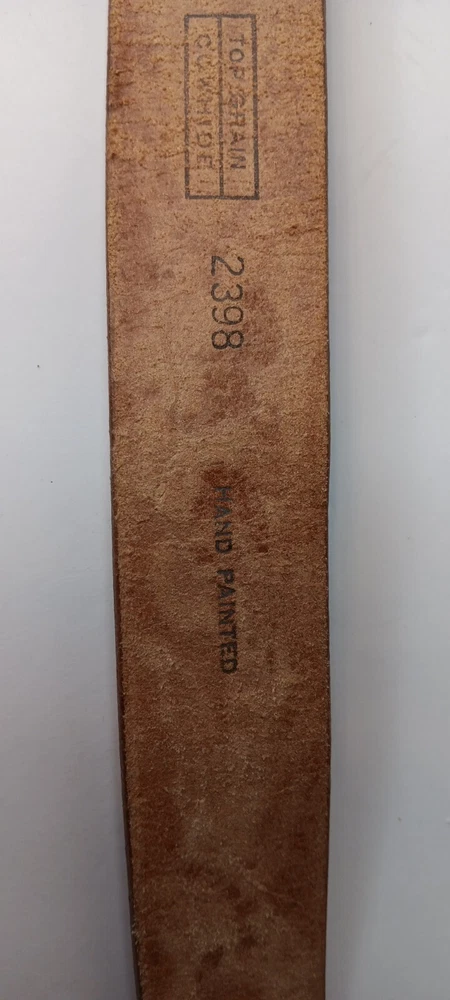 TOP GRAIN
COWHIDE
2398
HAND PAINTED